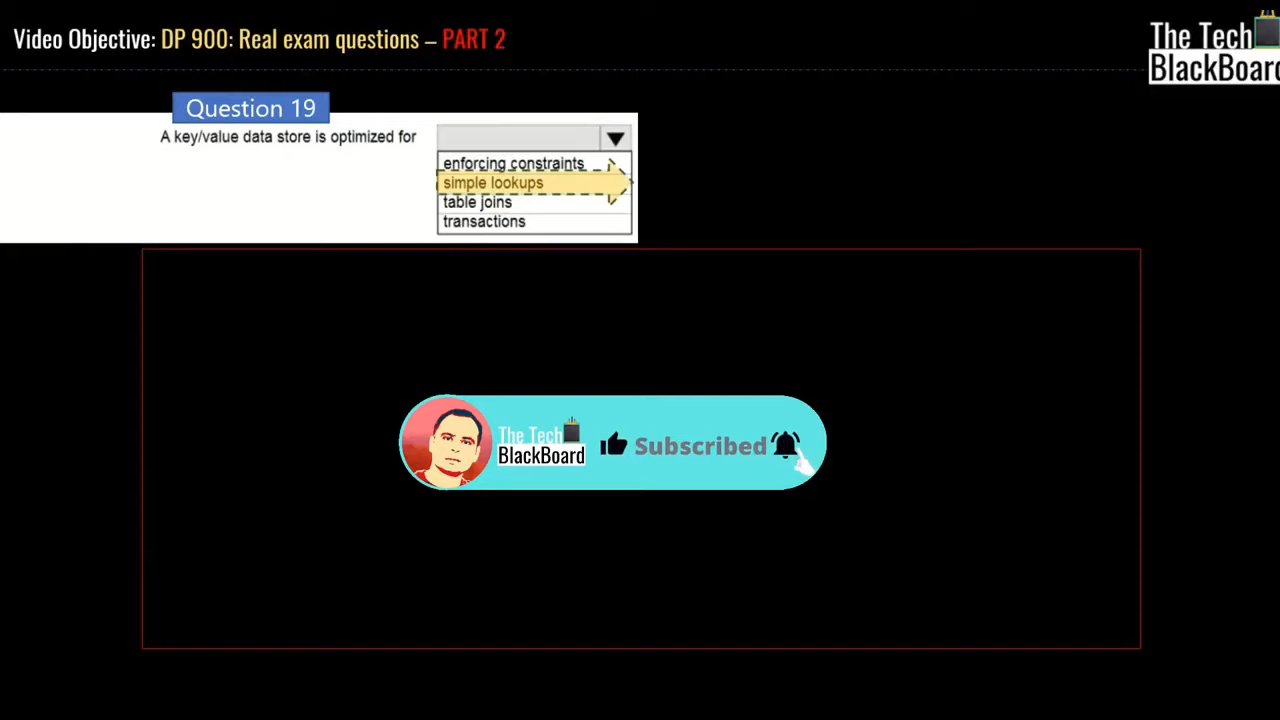 Video Objective: DP 900: Real exam questions – PART 2
The Tech
BlackBoard
Question 19
A key/value data store is optimized for
enforcing constraints
simple lookups
table joins
transactions
The Tech
BlackBoard
Subscribed